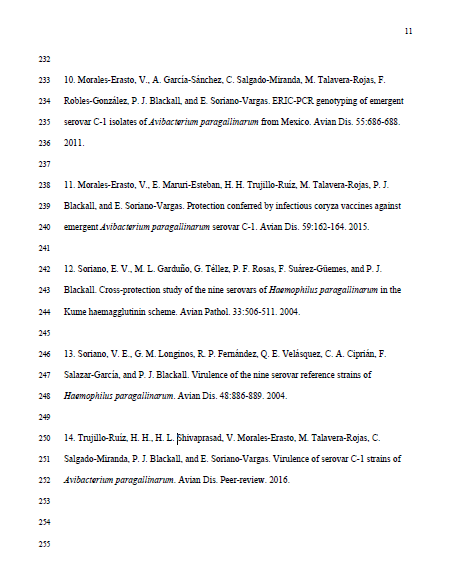 11
232
233 10. Morales-Erasto, V., A. García-Sánchez, C. Salgado-Miranda, M. Talavera-Rojas, F.
234 Robles-González, P. J. Blackall, and E. Soriano-Vargas. ERIC-PCR genotyping of emergent
235 serovar C-1 isolates of Avibacterium paragallinarum from Mexico. Avian Dis. 55:686-688.
236 2011.
237
238 11. Morales-Erasto, V., E. Maruri-Esteban, H. H. Trujillo-Ruíz, M. Talavera-Rojas, P. J.
239 Blackall, and E. Soriano-Vargas. Protection conferred by infectious coryza vaccines against
240 emergent Avibacterium paragallinarum serovar C-1. Avian Dis. 59:162-164. 2015.
241
242 12. Soriano, E. V., M. L. Garduño, G. Téllez, P. F. Rosas, F. Suárez-Güemes, and P. J.
243 Blackall. Cross-protection study of the nine serovars of Haemophilus paragallinarum in the
244 Kume haemagglutinin scheme. Avian Pathol. 33:506-511. 2004.
245
246 13. Soriano, V. E., G. M. Longinos, R. P. Fernández, Q. E. Velásquez, C. A. Ciprián, F.
247 Salazar-García, and P. J. Blackall. Virulence of the nine serovar reference strains of
248 Haemophilus paragallinarum. Avian Dis. 48:886-889. 2004.
249
250 14. Trujillo-Ruíz, H. H., H. L. Shivaprasad, V. Morales-Erasto, M. Talavera-Rojas, C.
251 Salgado-Miranda, P. J. Blackall, and E. Soriano-Vargas. Virulence of serovar C-1 strains of
252 Avibacterium paragallinarum. Avian Dis. Peer-review. 2016.
253
254
255